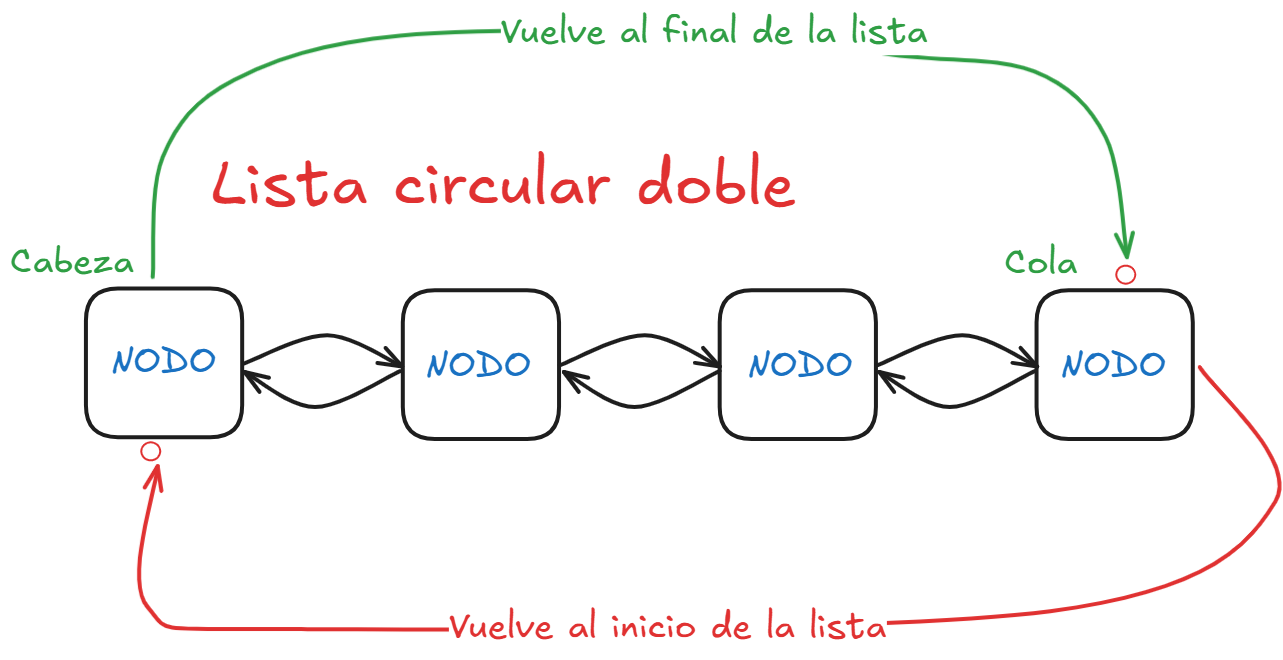 Vuelve al final de la lista
Lista circular doble
Cabeza
Cola
NODO
NODO
NODO
NODO
Vuelve al inicio de la lista